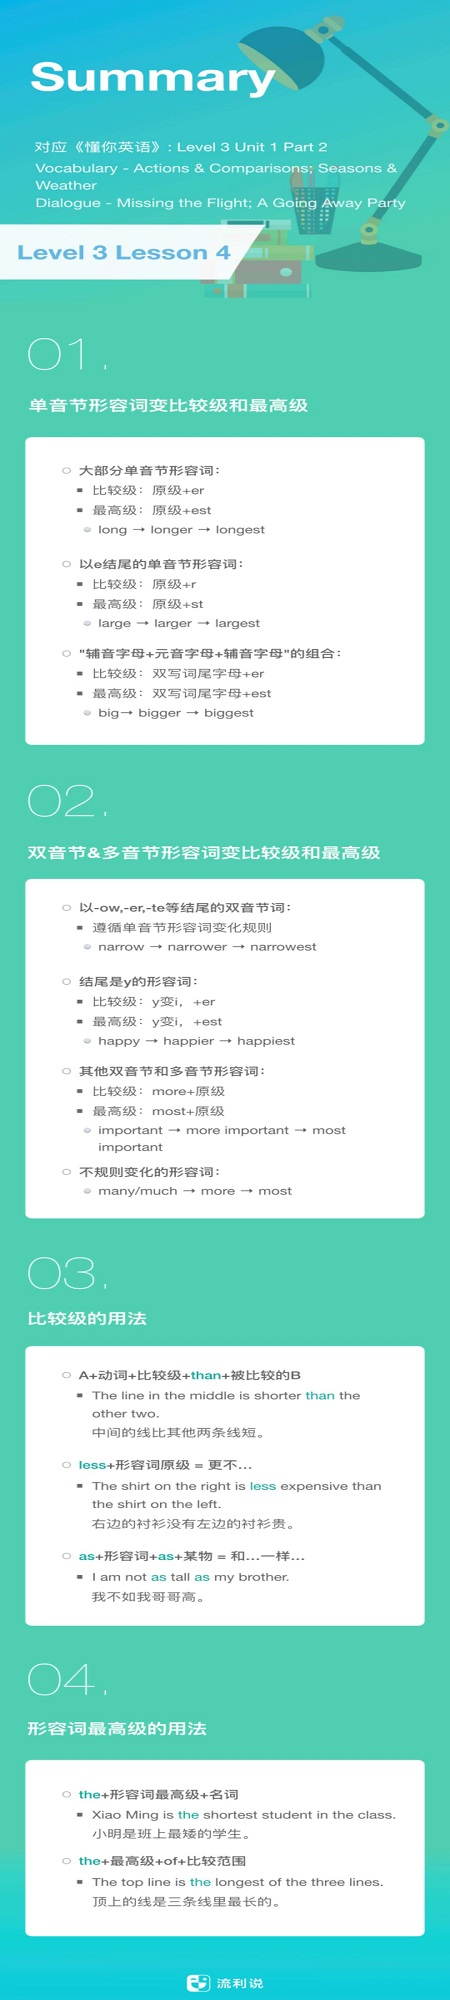 Summary
对应《懂你英语》: Level 3 Unit 1 Part 2
Vocabulary - Actions & Comparisons; Seasons &
Weather
Dialogue - Missing the Flight; A Going Away Party
Level 3 Lesson 4
01.
单音节形容词变比较级和最高级
大部分单音节形容词:
比较级: 原级+er
最高级: 原级+est
long → longer → longest
以e结尾的单音节形容词:
比较级: 原级+r
最高级: 原级+st
large → larger → largest
"辅音字母+元音字母+辅音字母"的组合:
比较级: 双写词尾字母+er
最高级: 双写词尾字母+est
big→ bigger → biggest
02.
双音节&多音节形容词变比较级和最高级
以-ow,-er,-te等结尾的双音节词:
遵循单音节形容词变化规则
narrow → narrower → narrowest
结尾是y的形容词:
比较级: y变i, +er
最高级: y变i, +est
happy → happier → happiest
其他双音节和多音节形容词:
比较级: more+原级
最高级: most+原级
important → more important → most
important
不规则变化的形容词:
many/much → more → most
03.
比较级的用法
A+动词+比较级+than+被比较的B
The line in the middle is shorter than the
other two.
中间的线比其他两条线短。
less+形容词原级 = 更不...
The shirt on the right is less expensive than
the shirt on the left.
右边的衬衫没有左边的衬衫贵。
as+形容词+as+某物 = 和...一样...
I am not as tall as my brother.
我不如我哥哥高。
04.
形容词最高级的用法
the+形容词最高级+名词
Xiao Ming is the shortest student in the class.
小明是班上最矮的学生。
the+最高级+of+比较范围
The top line is the longest of the three lines.
顶上的线是三条线里最长的。
流利说